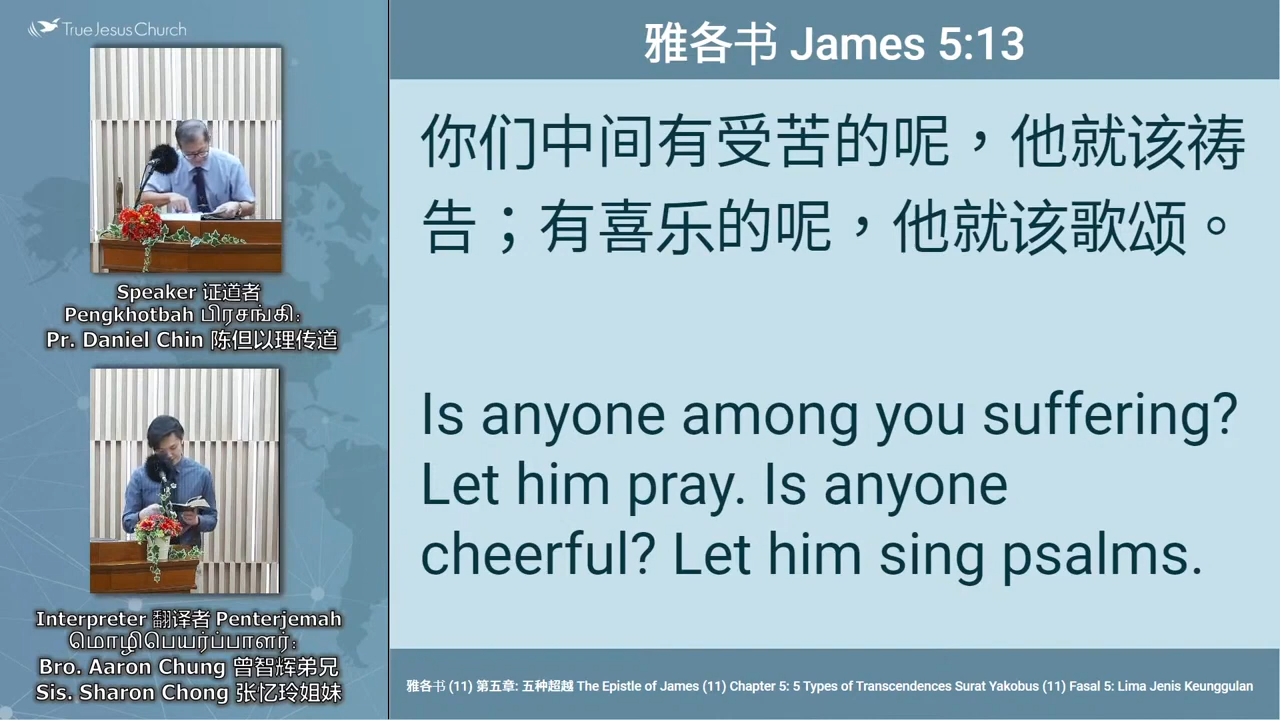 True Jesus Church
Speaker 证道者
Pengkhotbah பிரசங்கி:
Pr. Daniel Chin 陈但以理传道
Interpreter 翻译者 Penterjemah
மொழிபெயர்ப்பாளர்:
Bro. Aaron Chung 曾智辉弟兄
Sis. Sharon Chong 张忆玲姐妹
雅各书 James 5:13
你们中间有受苦的呢，他就该祷
告；有喜乐的呢，他就该歌颂。
Is anyone among you suffering?
Let him pray. Is anyone
cheerful? Let him sing psalms.
雅各书 (11) 第五章: 五种超越 The Epistle of James (11) Chapter 5: 5 Types of Transcendences Surat Yakobus (11) Fasal 5: Lima Jenis Keunggulan